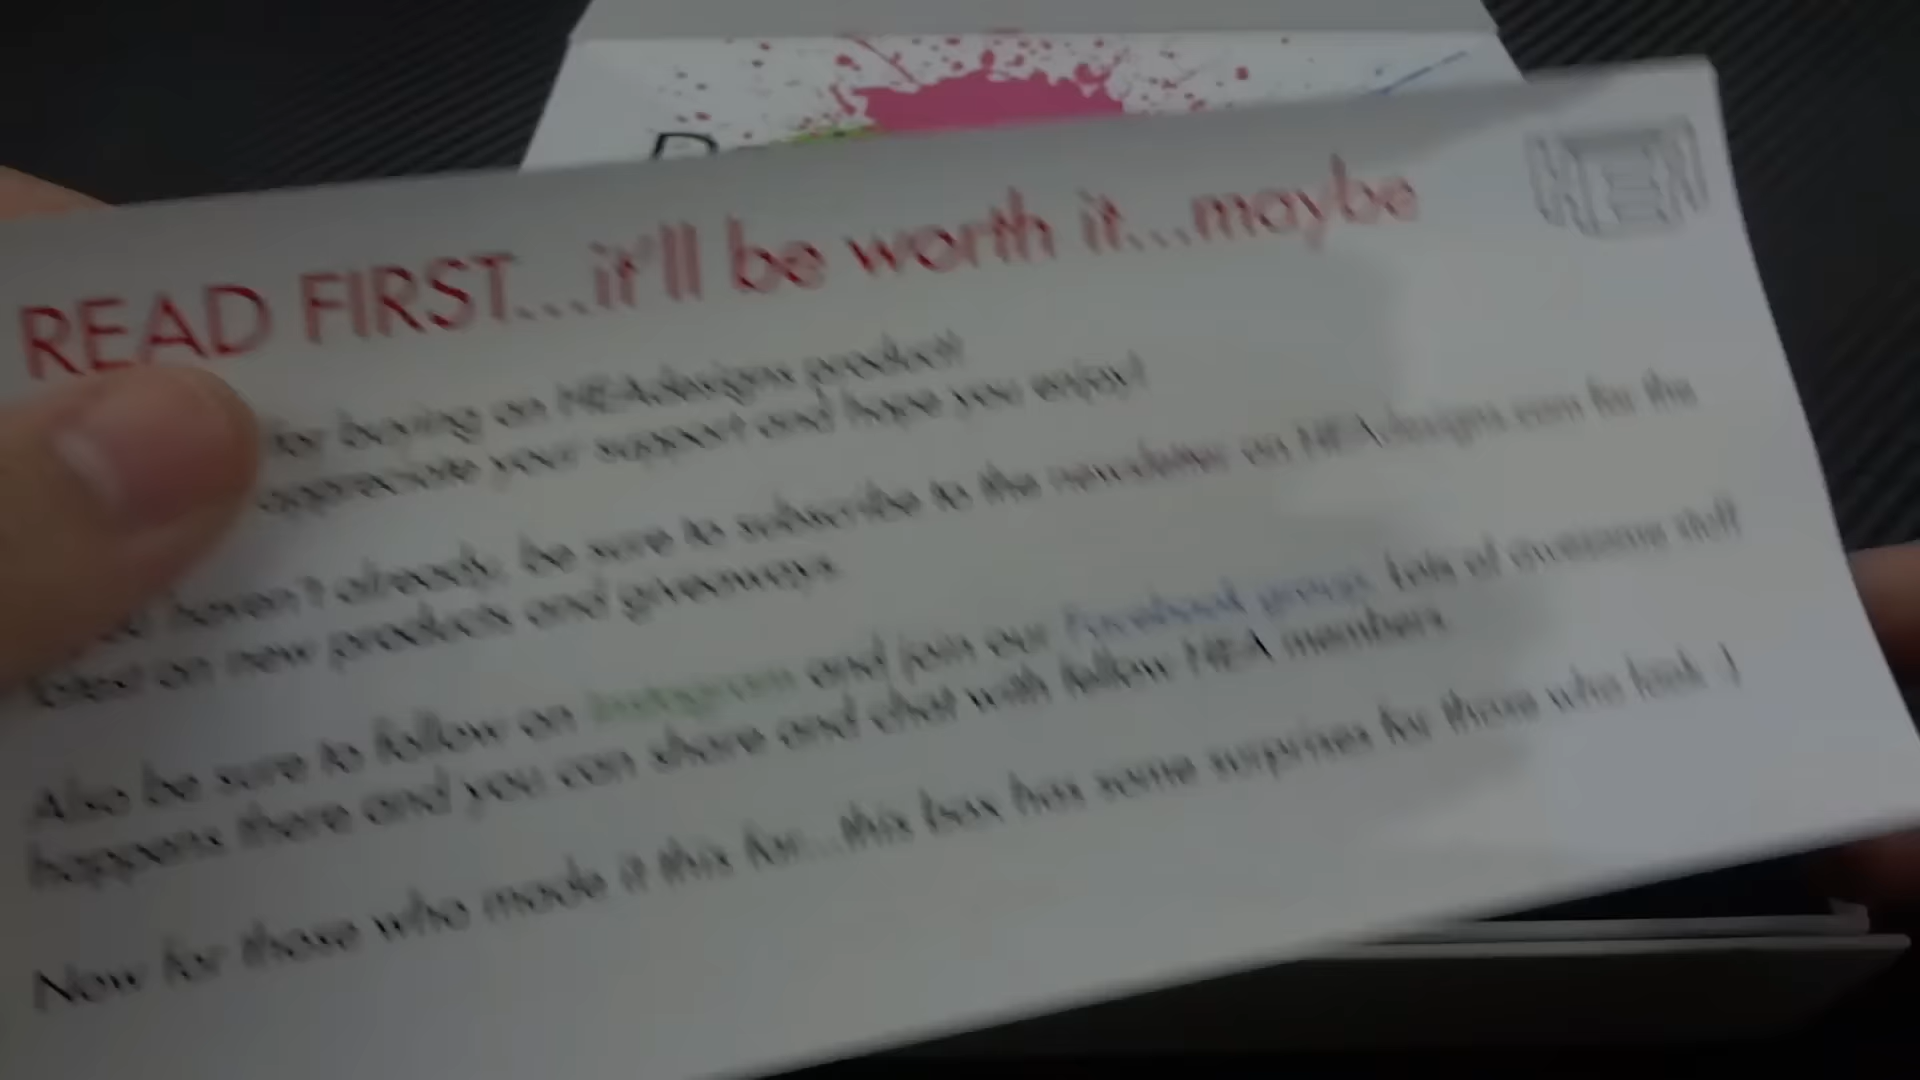 READ FIRST...it'll be worth it...maybe
for buying an NEAdesigns product!
appreciate your support and hope you enjoy!
haven't already, be sure to subscribe to the newsletter on NEAdesigns.com for the
latest on new products and giveaways.
Also be sure to follow on Instagram and join our Facebook group. Lots of awesome stuff
happens there and you can share and chat with fellow NEA members.
Now for those who made it this far...this box has some surprises for those who look :)